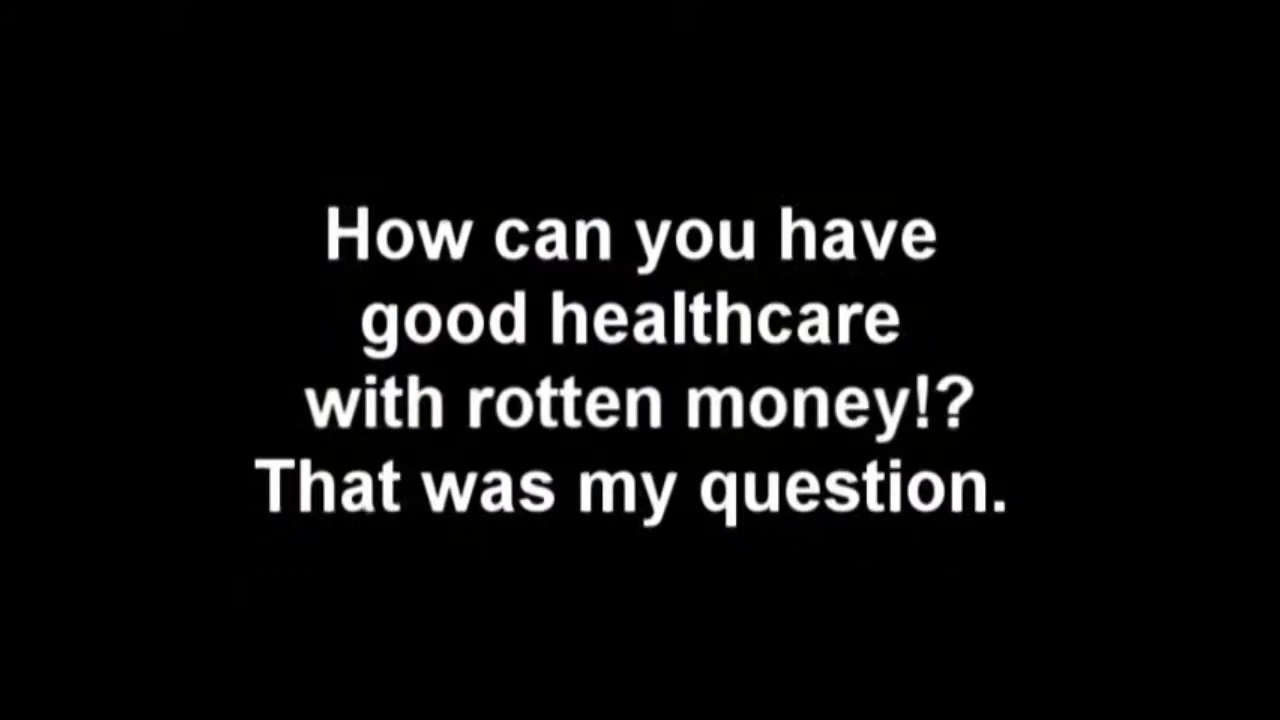 How can you have
good healthcare
with rotten money!?
That was my question.